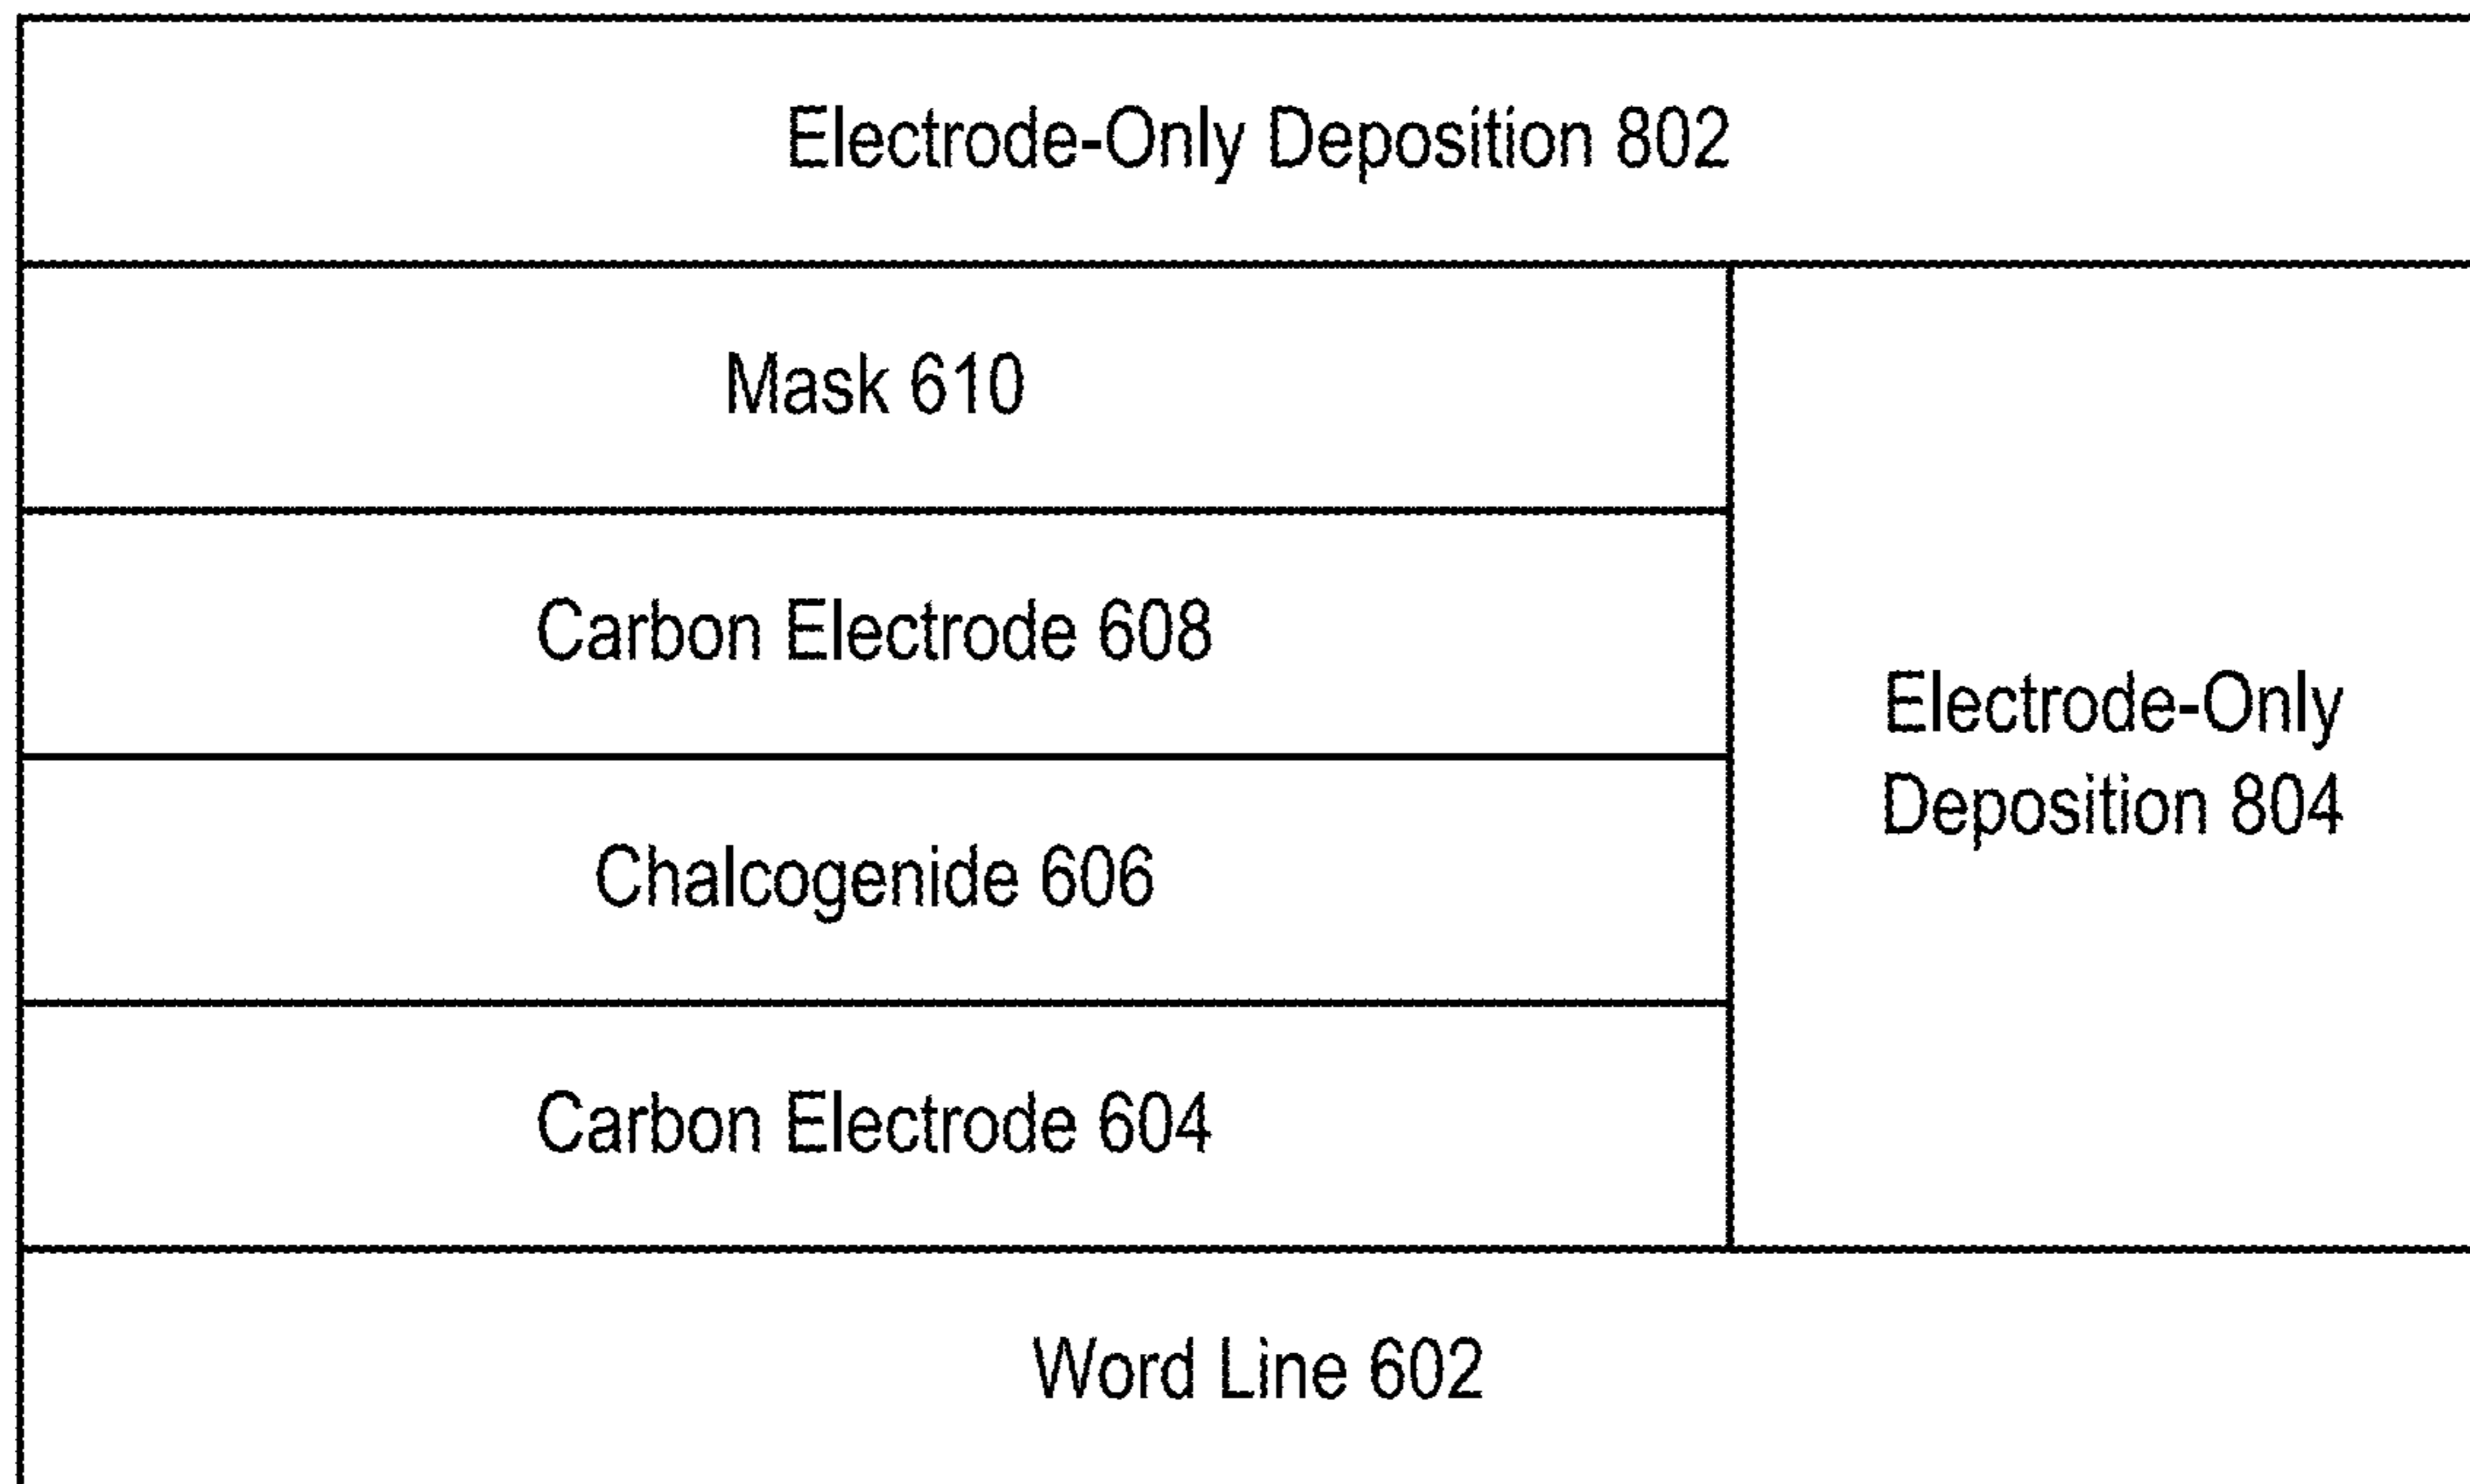 Electrode-Only Deposition 802
Mask 610
Carbon Electrode 608
Electrode-Only
Deposition 804
Chalcogenide 606
Carbon Electrode 604
Word Line 602